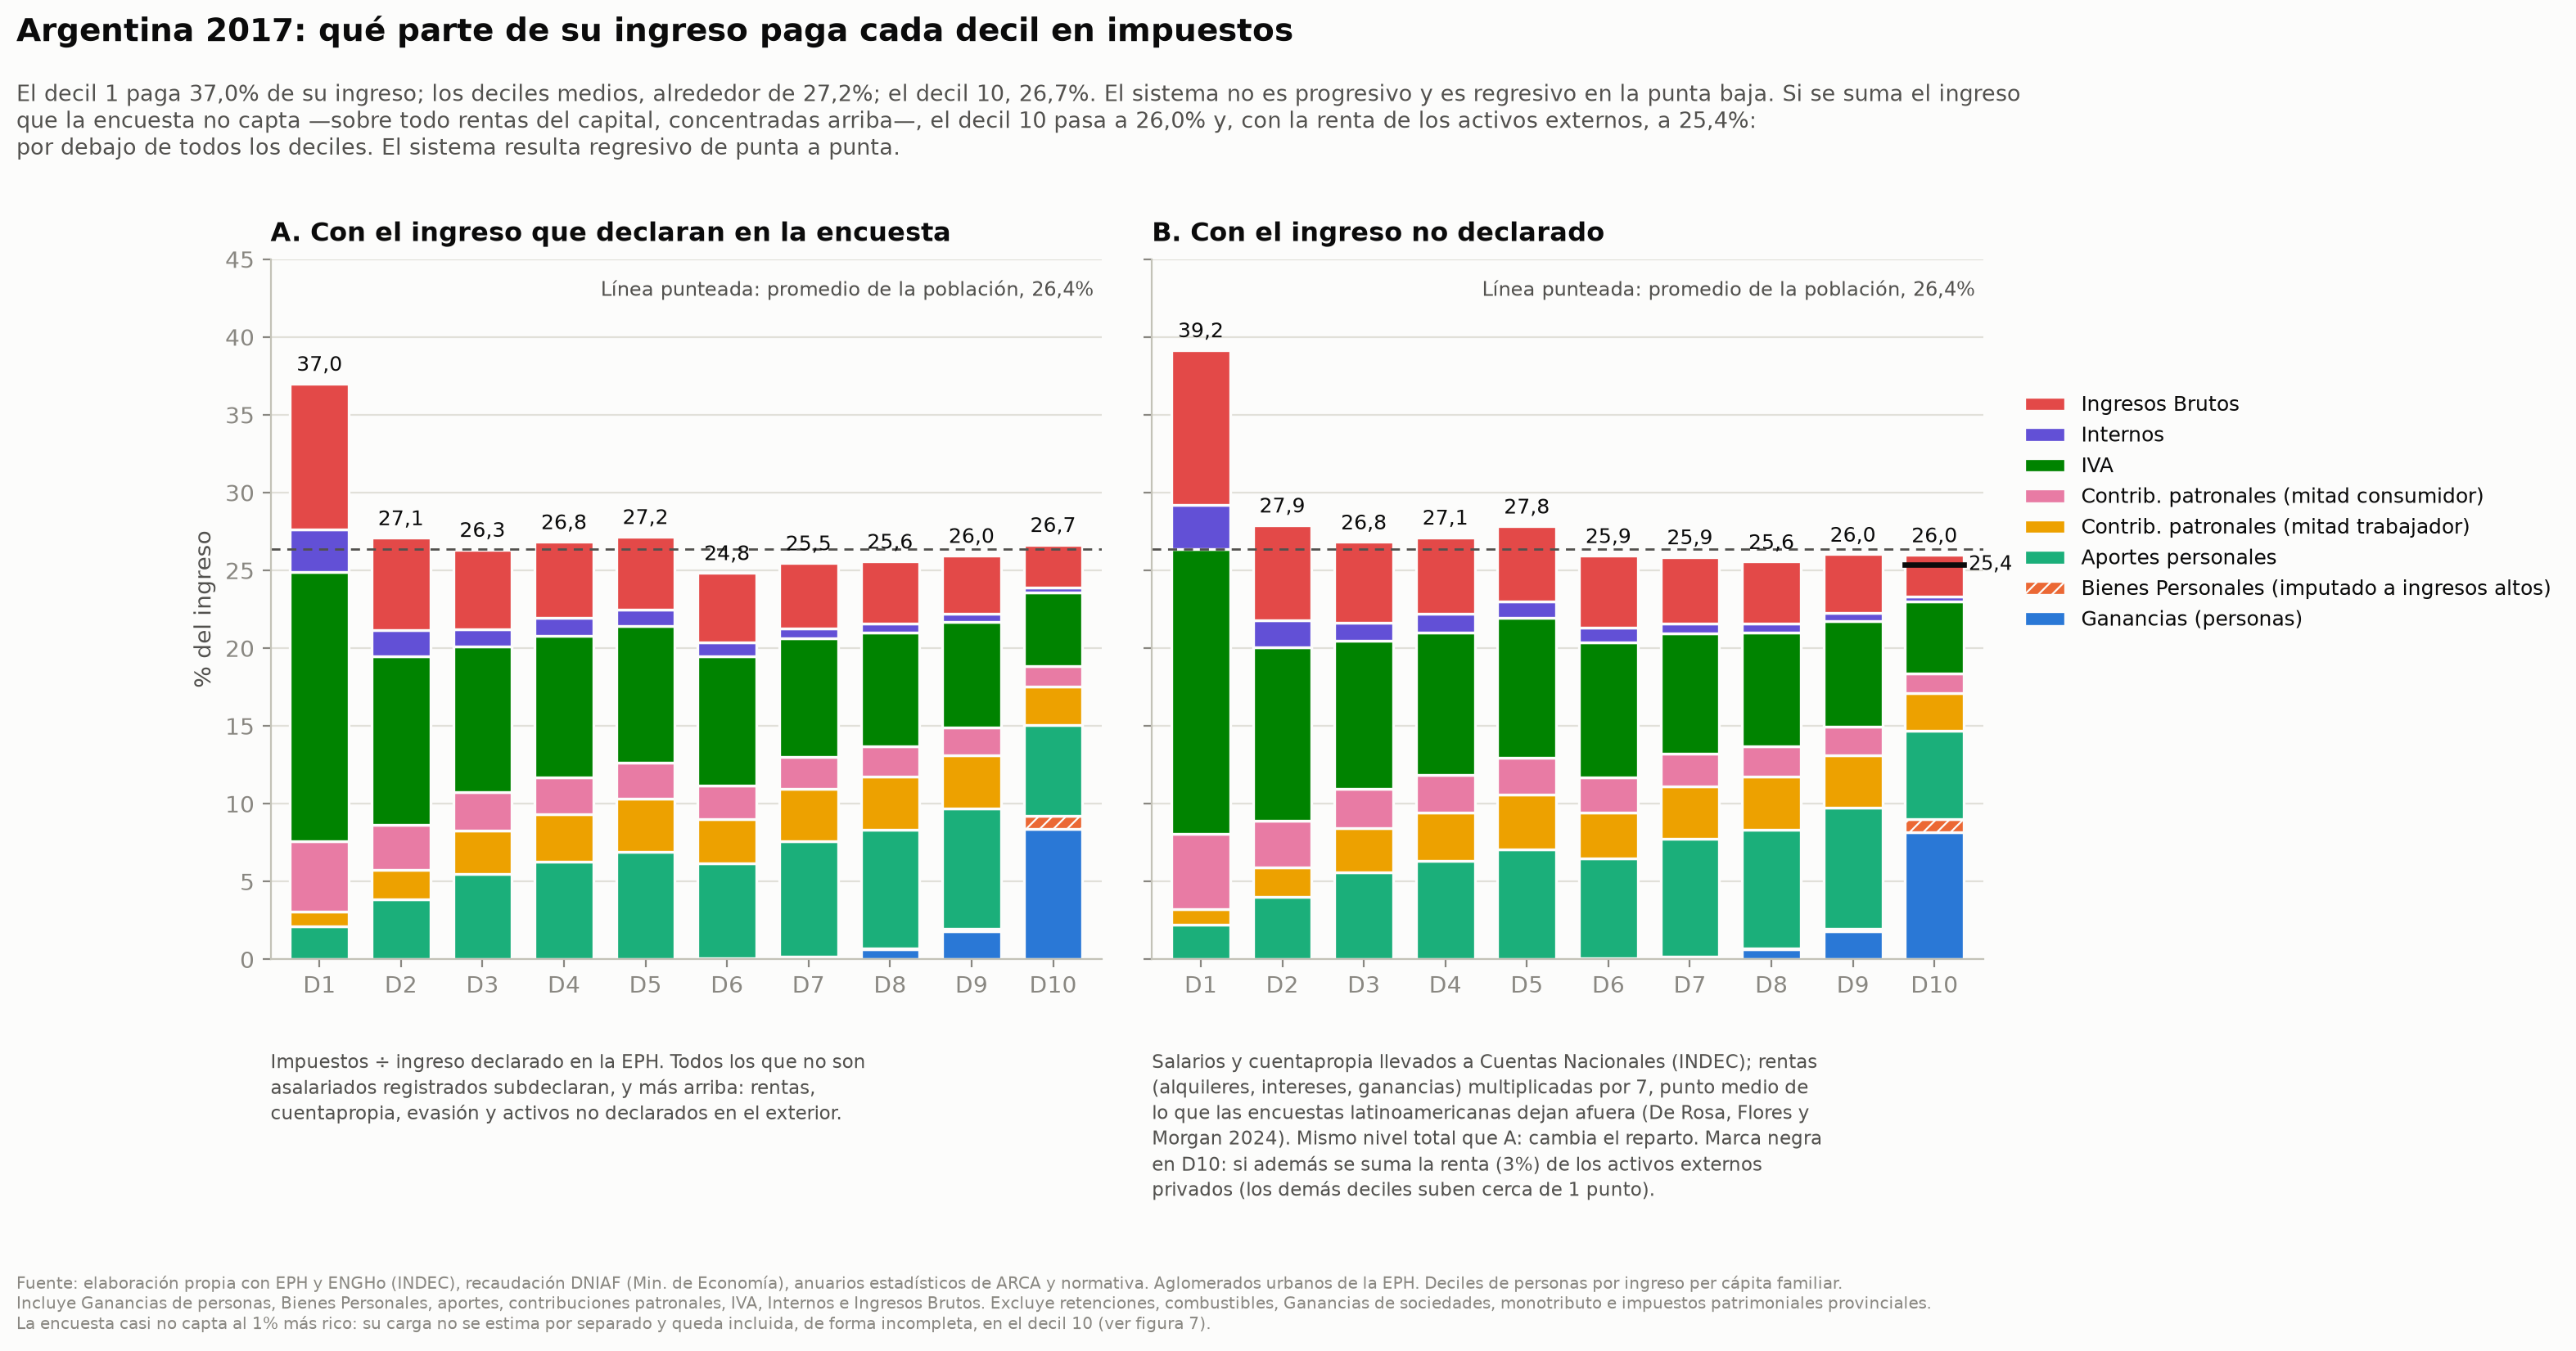 Argentina 2017: qué parte de su ingreso paga cada decil en impuestos
El decil 1 paga 37,0% de su ingreso; los deciles medios, alrededor de 27,2%; el decil 10, 26,7%. El sistema no es progresivo y es regresivo en la punta baja. Si se suma el ingreso
que la encuesta no capta —sobre todo rentas del capital, concentradas arriba—, el decil 10 pasa a 26,0% y, con la renta de los activos externos, a 25,4%:
por debajo de todos los deciles. El sistema resulta regresivo de punta a punta.
A. Con el ingreso que declaran en la encuesta
Línea punteada: promedio de la población, 26,4%
% del ingreso
45
40
35
30
25
20
15
10
5
0
37,0
27,1
26,3
26,8
27,2
24,8
25,5
25,6
26,0
26,7
D1 D2 D3 D4 D5 D6 D7 D8 D9 D10
Impuestos ÷ ingreso declarado en la EPH. Todos los que no son
asalariados registrados subdeclaran, y más arriba: rentas,
cuentapropia, evasión y activos no declarados en el exterior.
B. Con el ingreso no declarado
Línea punteada: promedio de la población, 26,4%
39,2
27,9
26,8
27,1
27,8
25,9
25,9
25,6
26,0
26,0
25,4
D1 D2 D3 D4 D5 D6 D7 D8 D9 D10
Salarios y cuentapropia llevados a Cuentas Nacionales (INDEC); rentas
(alquileres, intereses, ganancias) multiplicadas por 7, punto medio de
lo que las encuestas latinoamericanas dejan afuera (De Rosa, Flores y
Morgan 2024). Mismo nivel total que A: cambia el reparto. Marca negra
en D10: si además se suma la renta (3%) de los activos externos
privados (los demás deciles suben cerca de 1 punto).
Ingresos Brutos
Internos
IVA
Contrib. patronales (mitad consumidor)
Contrib. patronales (mitad trabajador)
Aportes personales
Bienes Personales (imputado a ingresos altos)
Ganancias (personas)
Fuente: elaboración propia con EPH y ENGHo (INDEC), recaudación DNIAF (Min. de Economía), anuarios estadísticos de ARCA y normativa. Aglomerados urbanos de la EPH. Deciles de personas por ingreso per cápita familiar.
Incluye Ganancias de personas, Bienes Personales, aportes, contribuciones patronales, IVA, Internos e Ingresos Brutos. Excluye retenciones, combustibles, Ganancias de sociedades, monotributo e impuestos patrimoniales provinciales.
La encuesta casi no capta al 1% más rico: su carga no se estima por separado y queda incluida, de forma incompleta, en el decil 10 (ver figura 7).